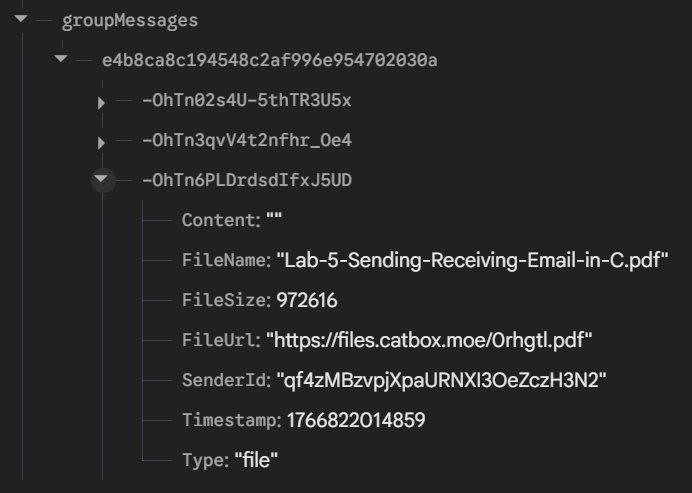 groupMessages
e4b8ca8c194548c2af996e954702030a
-OhTn02s4U-5thTR3U5x
-OhTn3qvV4t2nfhr_Oe4
-OhTn6PLDrdsdIfxJ5UD
Content: ""
FileName: "Lab-5-Sending-Receiving-Email-in-C.pdf"
FileSize: 972616
FileUrl: "https://files.catbox.moe/0rhgtl.pdf"
SenderId: "qf4zMBzvpjXpaURNXI3OeZczH3N2"
Timestamp: 1766822014859
Type: "file"